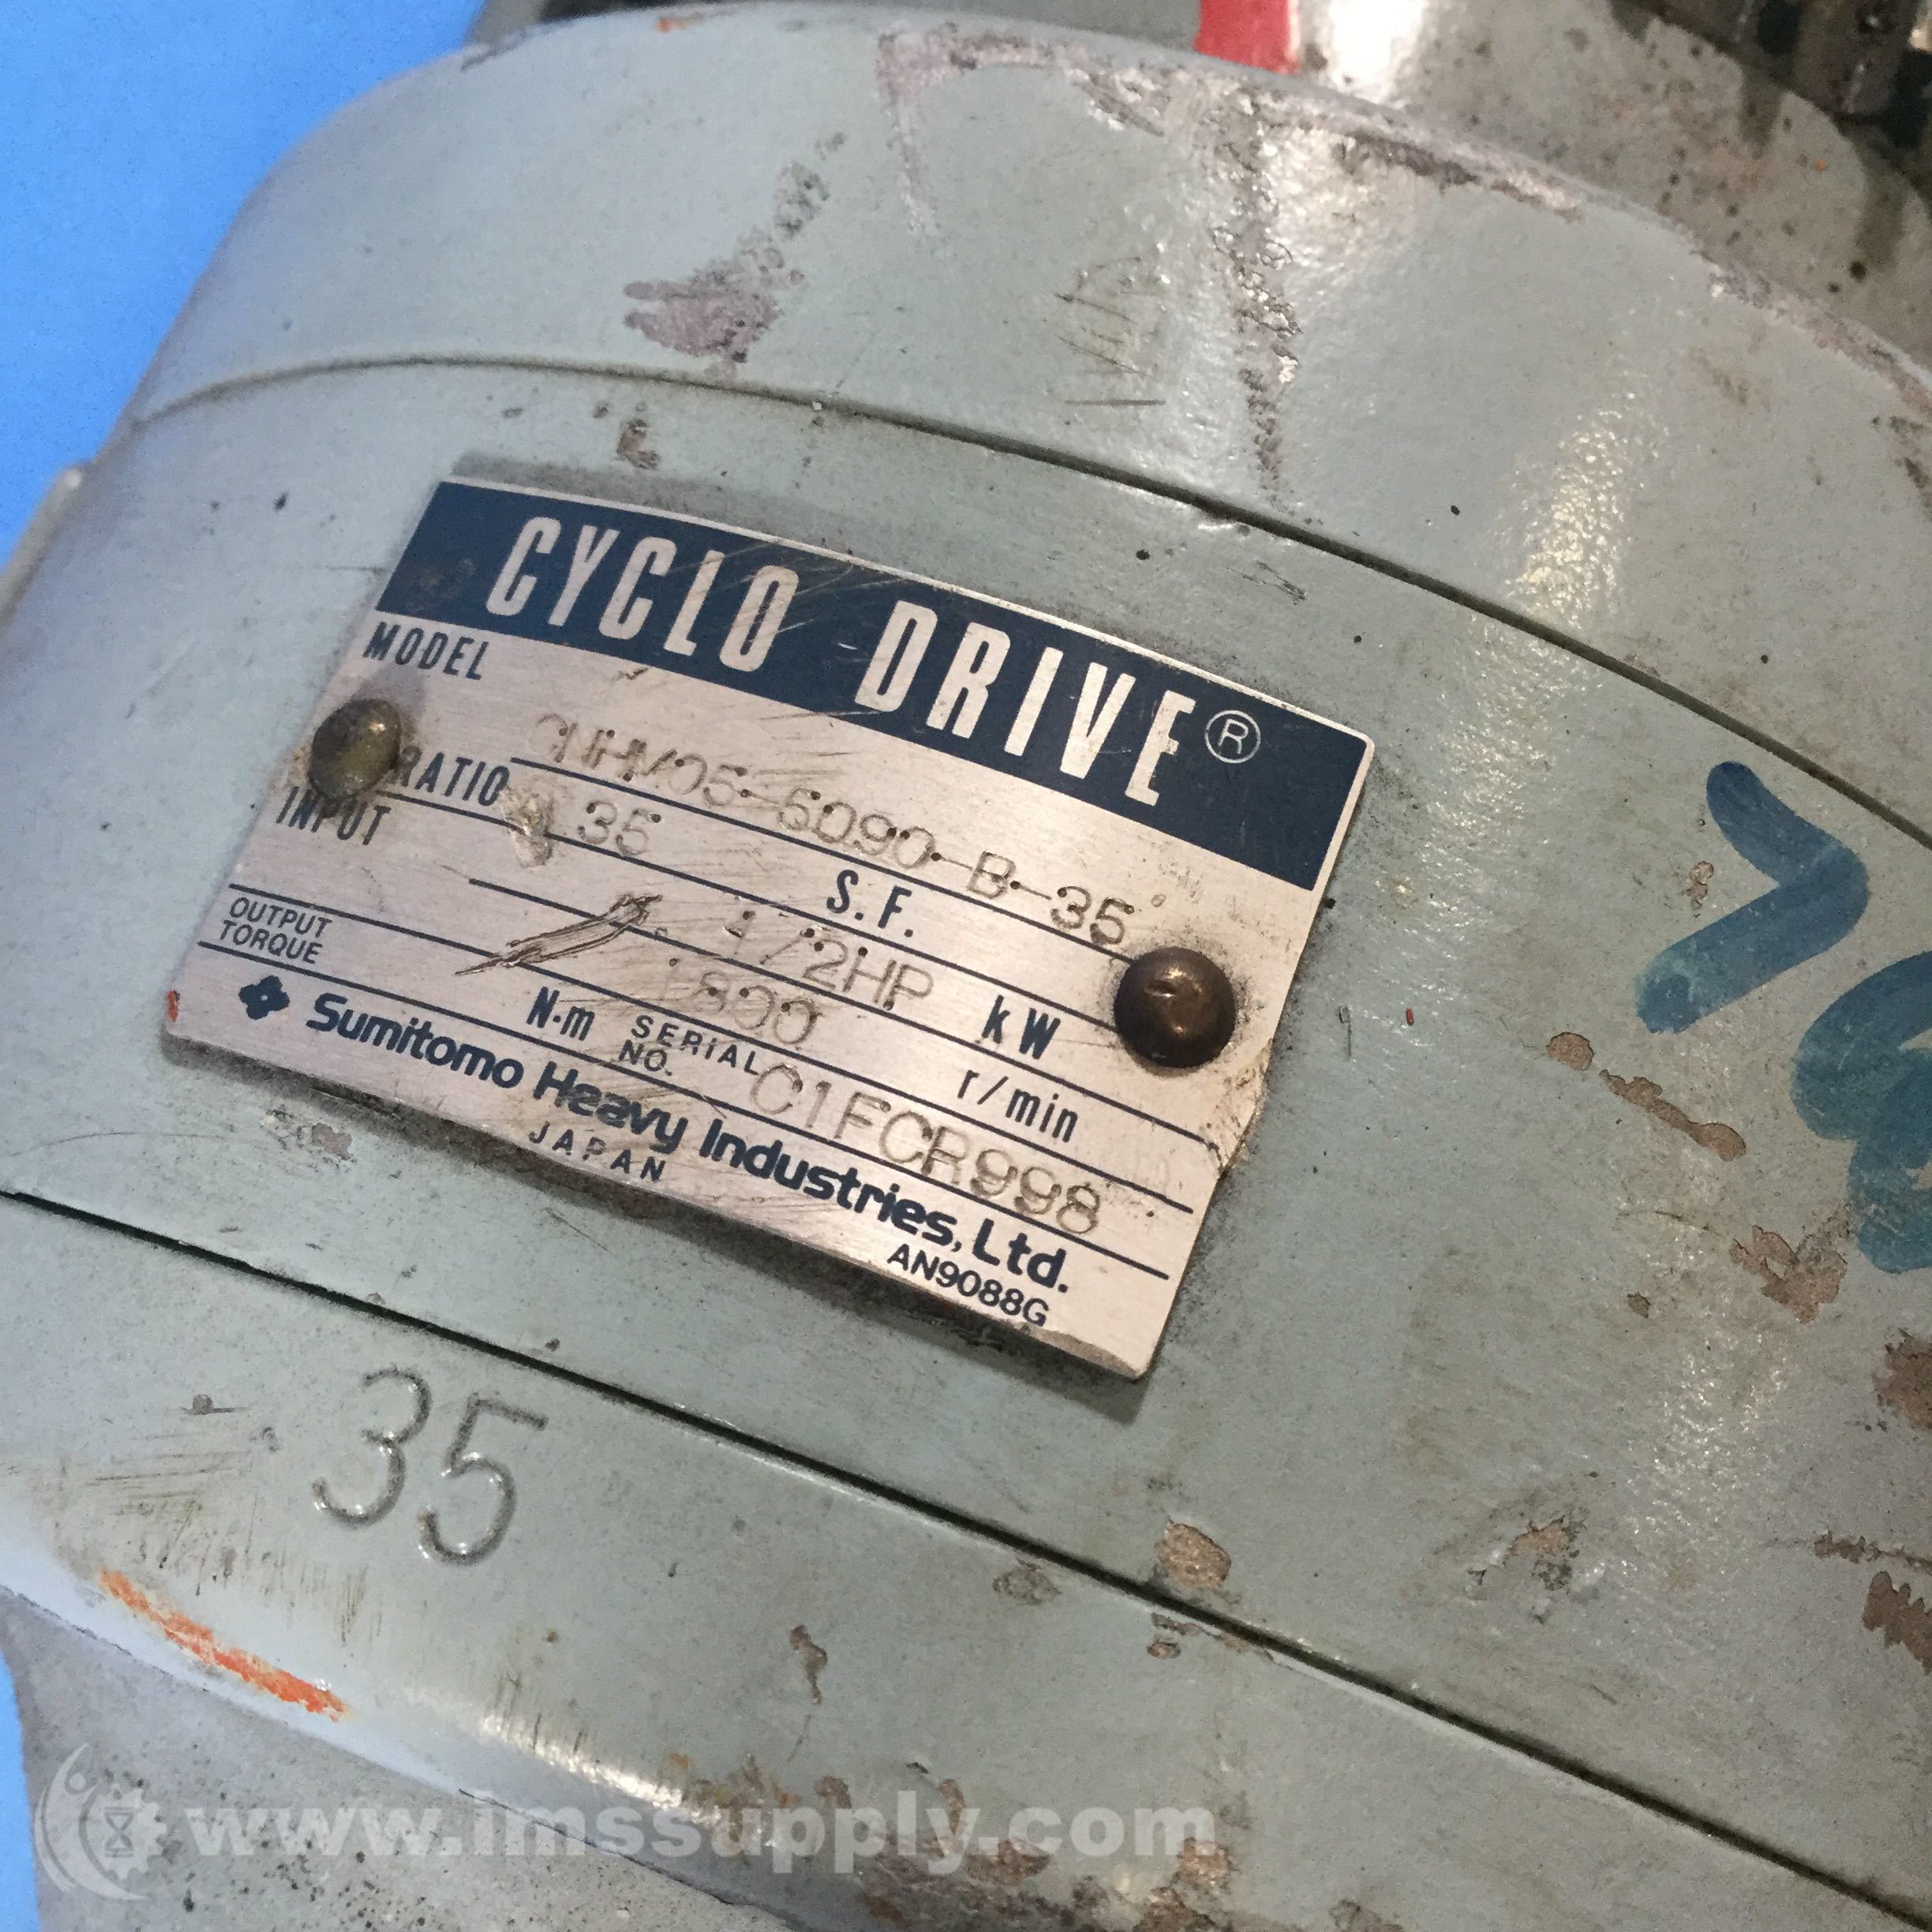 CYCLO DRIVE®
MODEL CNHM05-6090-B-35
RATIO 35 S.F.
INPUT 1/2HP kW
1800 r/min
OUTPUT TORQUE N·m SERIAL NO. C1FCR998
Sumitomo Heavy Industries, Ltd.
JAPAN
AN9088G
35
www.imssupply.com